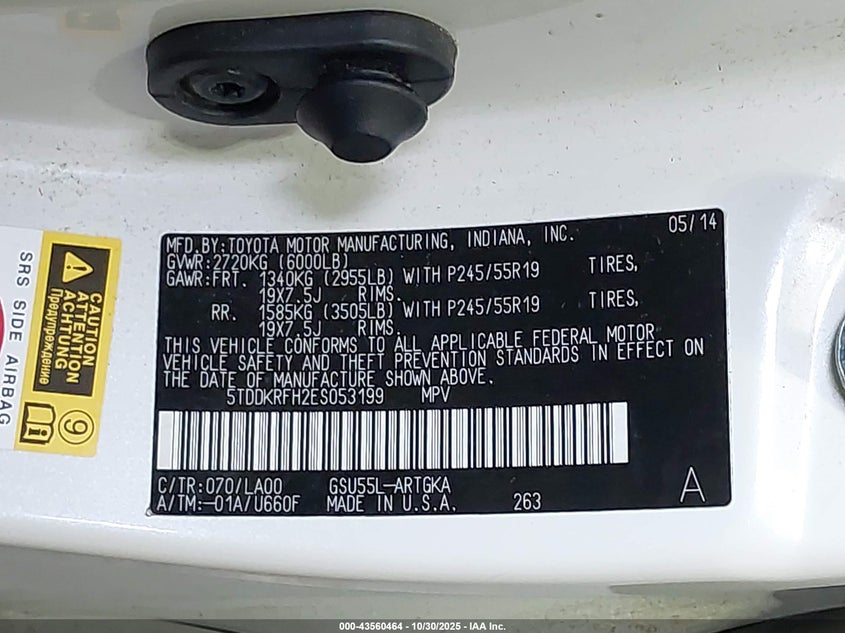 MFD.BY:TOYOTA MOTOR MANUFACTURING, INDIANA, INC. 05/14
GVWR:2720KG (6000LB)
GAWR:FRT. 1340KG (2955LB) WITH P245/55R19 TIRES,
19X7.5J RIMS.
RR. 1585KG (3505LB) WITH P245/55R19 TIRES,
19X7.5J RIMS.
THIS VEHICLE CONFORMS TO ALL APPLICABLE FEDERAL MOTOR
VEHICLE SAFETY AND THEFT PREVENTION STANDARDS IN EFFECT ON
THE DATE OF MANUFACTURE SHOWN ABOVE.
5TDDKRFH2ES053199 MPV
C/TR:070/LA00 GSU55L-ARTGKA
A/TM:-01A/U660F MADE IN U.S.A. 263
A
SRS SIDE AIRBAG
CAUTION
ATTENTION
ACHTUNG
Предупреждение
9
000-43560464 - 10/30/2025 - IAA Inc.